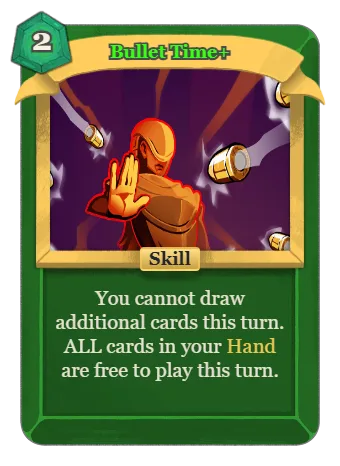 2
Bullet Time+
Skill
You cannot draw
additional cards this turn.
ALL cards in your Hand
are free to play this turn.